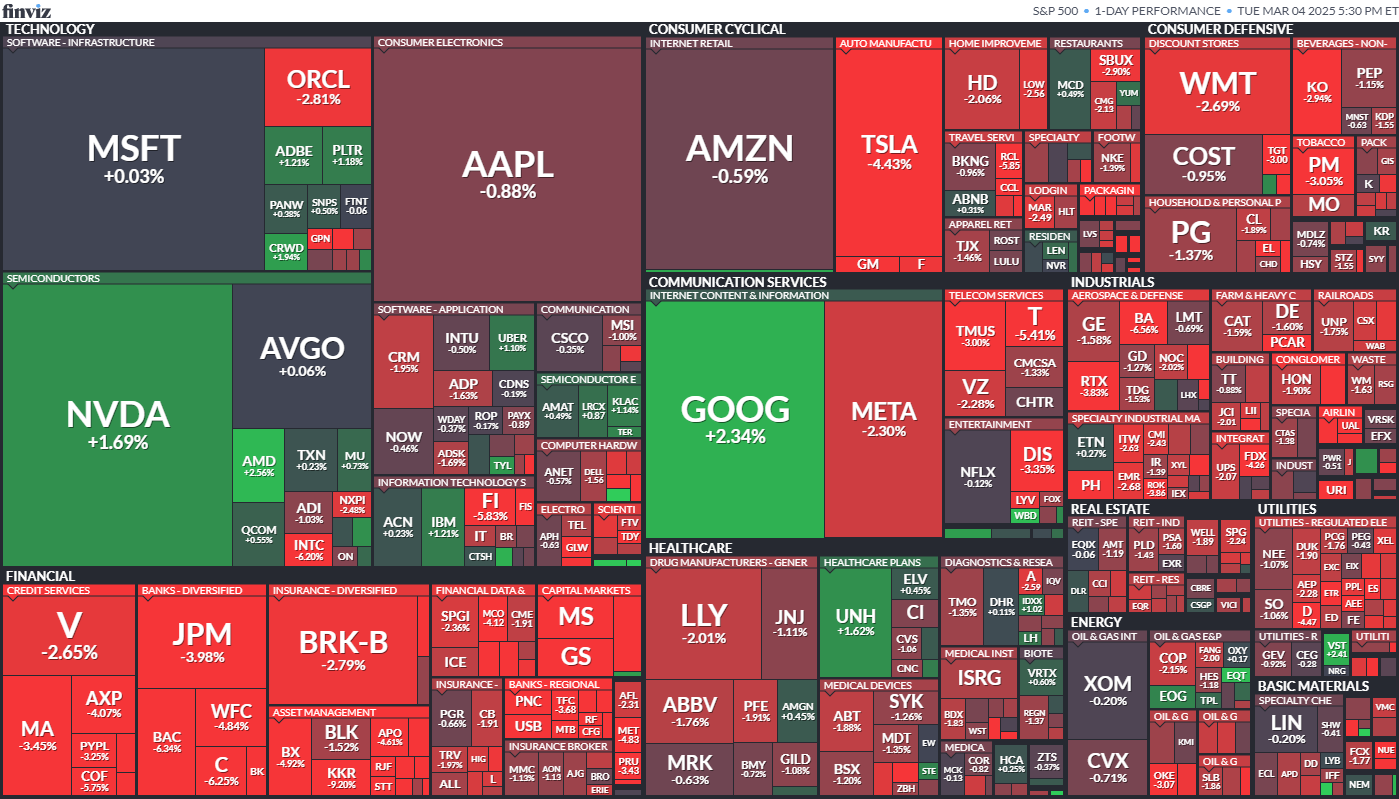 finviz
S&P 500 • 1-DAY PERFORMANCE • TUE MAR 04 2025 5:30 PM ET
TECHNOLOGY
SOFTWARE - INFRASTRUCTURE
MSFT
+0.03%
ORCL
-2.81%
ADBE
+1.21%
PLTR
+1.18%
PANW
+0.38%
SNPS
+0.50%
FTNT
-0.06
CRWD
+1.94%
GPN
CONSUMER ELECTRONICS
AAPL
-0.88%
SEMICONDUCTORS
NVDA
+1.69%
AVGO
+0.06%
AMD
+2.56%
TXN
+0.23%
MU
+0.73%
QCOM
+0.55%
ADI
-1.03%
NXPI
-2.48%
INTC
-6.20%
ON
SOFTWARE - APPLICATION
CRM
-1.95%
INTU
-0.50%
UBER
+1.10%
ADP
-1.63%
CDNS
-0.19%
NOW
-0.46%
WDAY
-0.37%
ROP
-0.17%
PAYX
-0.89
ADSK
-1.69%
TYL
INFORMATION TECHNOLOGY S
ACN
+0.23%
IBM
+1.21%
FI
-5.83%
FIS
IT
BR
CTSH
COMMUNICATION
CSCO
-0.35%
MSI
-1.00%
SEMICONDUCTOR E
AMAT
+0.49%
LRCX
+0.87
KLAC
+1.14%
TER
COMPUTER HARDW
ANET
-0.57%
DELL
-1.56
ELECTRO
APH
-0.63
TEL
GLW
SCIENTI
FTV
TDY
CONSUMER CYCLICAL
INTERNET RETAIL
AMZN
-0.59%
AUTO MANUFACTU
TSLA
-4.43%
GM
F
HOME IMPROVEME
HD
-2.06%
LOW
-2.56
RESTAURANTS
MCD
+0.49%
SBUX
-2.90%
CMG
-2.13
YUM
TRAVEL SERVI
BKNG
-0.96%
RCL
-5.85
ABNB
+0.31%
CCL
SPECIALTY
FOOTW
NKE
-1.39%
LODGIN
MAR
-2.49
HLT
PACKAGIN
APPAREL RET
TJX
-1.46%
ROST
LULU
RESIDEN
LEN
NVR
LVS
CONSUMER DEFENSIVE
DISCOUNT STORES
WMT
-2.69%
COST
-0.95%
TGT
-3.00
BEVERAGES - NON-
KO
-2.94%
PEP
-1.15%
MNST
-0.63
KDP
-1.55
TOBACCO
PM
-3.05%
MO
PACK
GIS
K
HOUSEHOLD & PERSONAL P
PG
-1.37%
CL
-1.89%
EL
CHD
MDLZ
-0.74%
HSY
STZ
-1.55
KR
SYY
COMMUNICATION SERVICES
INTERNET CONTENT & INFORMATION
GOOG
+2.34%
META
-2.30%
TELECOM SERVICES
TMUS
-3.00%
T
-5.41%
VZ
-2.28%
CMCSA
-1.33%
CHTR
ENTERTAINMENT
NFLX
-0.12%
DIS
-3.35%
LYV
FOX
WBD
INDUSTRIALS
AEROSPACE & DEFENSE
GE
-1.58%
BA
-6.56%
LMT
-0.69%
RTX
-3.83%
GD
-1.27%
NOC
-2.02%
TDG
-1.53%
LHX
SPECIALTY INDUSTRIAL MA
ETN
+0.27%
ITW
-2.63
CMI
-2.43
PH
EMR
-2.68
IR
-1.39
XYL
ROK
-3.86
IEX
FARM & HEAVY C
CAT
-1.59%
DE
-1.60%
PCAR
RAILROADS
UNP
-1.75%
CSX
WAB
BUILDING
TT
-0.88%
JCI
-2.01
LII
CONGLOMER
HON
-1.90%
WASTE
WM
-1.63
RSG
INTEGRAT
UPS
-2.07
FDX
-4.26
SPECIA
CTAS
-1.38
INDUST
AIRLIN
UAL
VRSK
EFX
PWR
-0.51
J
URI
REAL ESTATE
REIT - SPE
EQIX
-0.06
AMT
-1.19
DLR
CCI
REIT - IND
PLD
-1.43
PSA
-1.60
EXR
REIT - RES
EQR
WELL
-1.89
SPG
-2.24
CBRE
CSGP
VICI
UTILITIES
UTILITIES - REGULATED ELE
NEE
-1.07%
DUK
-1.90
PCG
-1.76
PEG
-0.43
XEL
SO
-1.06%
AEP
-2.28
EXC
EIX
D
-4.47
ETR
PPL
ES
AEE
ED
FE
UTILITIES - R
GEV
-0.92%
CEG
-0.28
VST
+2.41
NRG
UTILITI
FINANCIAL
CREDIT SERVICES
V
-2.65%
MA
-3.45%
AXP
-4.07%
PYPL
-3.25%
COF
-5.75%
BANKS - DIVERSIFIED
JPM
-3.98%
BAC
-6.34%
WFC
-4.84%
C
-6.25%
BK
INSURANCE - DIVERSIFIED
BRK-B
-2.79%
ASSET MANAGEMENT
BX
-4.92%
BLK
-1.52%
APO
-4.61%
KKR
-9.20%
RJF
STT
FINANCIAL DATA &
SPGI
-2.36%
MCO
-4.12
CME
-1.91
ICE
CAPITAL MARKETS
MS
GS
INSURANCE -
PGR
-0.66%
CB
-1.91
TRV
-1.97%
HIG
ALL
L
BANKS - REGIONAL
PNC
TFC
-3.68
USB
MTB
RF
CFG
INSURANCE BROKER
MMC
-1.13%
AON
-1.13
AJG
BRO
ERIE
AFL
-2.31
MET
-4.83
PRU
-3.43
HEALTHCARE
DRUG MANUFACTURERS - GENER
LLY
-2.01%
JNJ
-1.11%
ABBV
-1.76%
PFE
-1.91%
AMGN
+0.45%
MRK
-0.63%
BMY
-0.72%
GILD
-1.08%
HEALTHCARE PLANS
UNH
+1.62%
ELV
+0.45%
CI
CVS
-1.06
CNC
MEDICAL DEVICES
ABT
-1.88%
SYK
-1.26%
MDT
-1.35%
EW
BSX
-1.20%
STE
ZBH
DIAGNOSTICS & RESEA
TMO
-1.35%
DHR
+0.11%
A
-2.59
IQV
IDXX
+1.02
LH
MEDICAL INST
ISRG
BDX
-1.83
WST
BIOTE
VRTX
+0.60%
REGN
-1.37
MEDICA
MCK
-0.13
COR
-0.82
HCA
+0.25%
ZTS
-0.37%
ENERGY
OIL & GAS INT
XOM
-0.20%
CVX
-0.71%
OIL & GAS E&P
COP
-2.15%
FANG
-2.00
OXY
+0.17
EOG
HES
-1.18
EQT
TPL
OIL & G
KMI
OKE
-3.07
OIL & G
OIL & G
SLB
-1.86
BASIC MATERIALS
SPECIALTY CHE
LIN
-0.20%
SHW
-0.41
ECL
APD
DD
LYB
IFF
VMC
FCX
-1.77
NUE
NEM